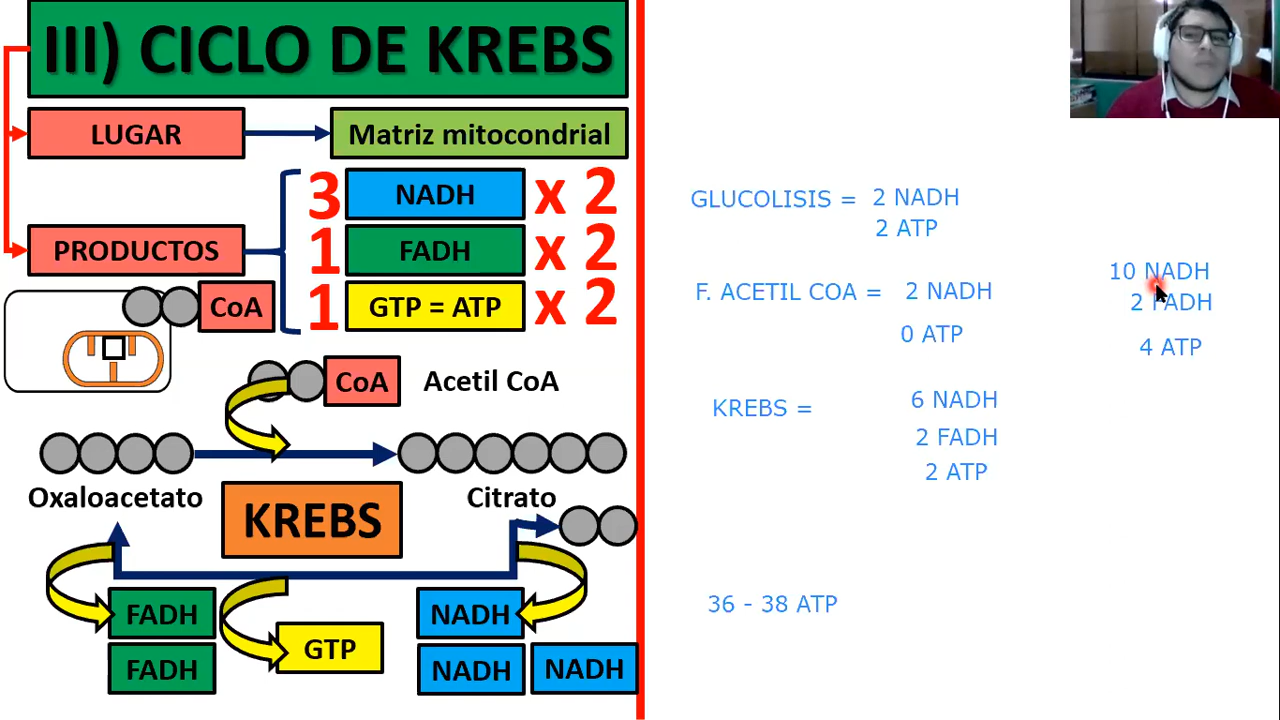 III) CICLO DE KREBS
LUGAR
Matriz mitocondrial
PRODUCTOS
3 NADH x 2
1 FADH x 2
1 GTP = ATP x 2
CoA
CoA
Acetil CoA
Oxaloacetato
Citrato
KREBS
FADH
FADH
GTP
NADH
NADH
NADH
GLUCOLISIS = 2 NADH
2 ATP
F. ACETIL COA = 2 NADH
0 ATP
KREBS = 6 NADH
2 FADH
2 ATP
10 NADH
2 FADH
4 ATP
36 - 38 ATP